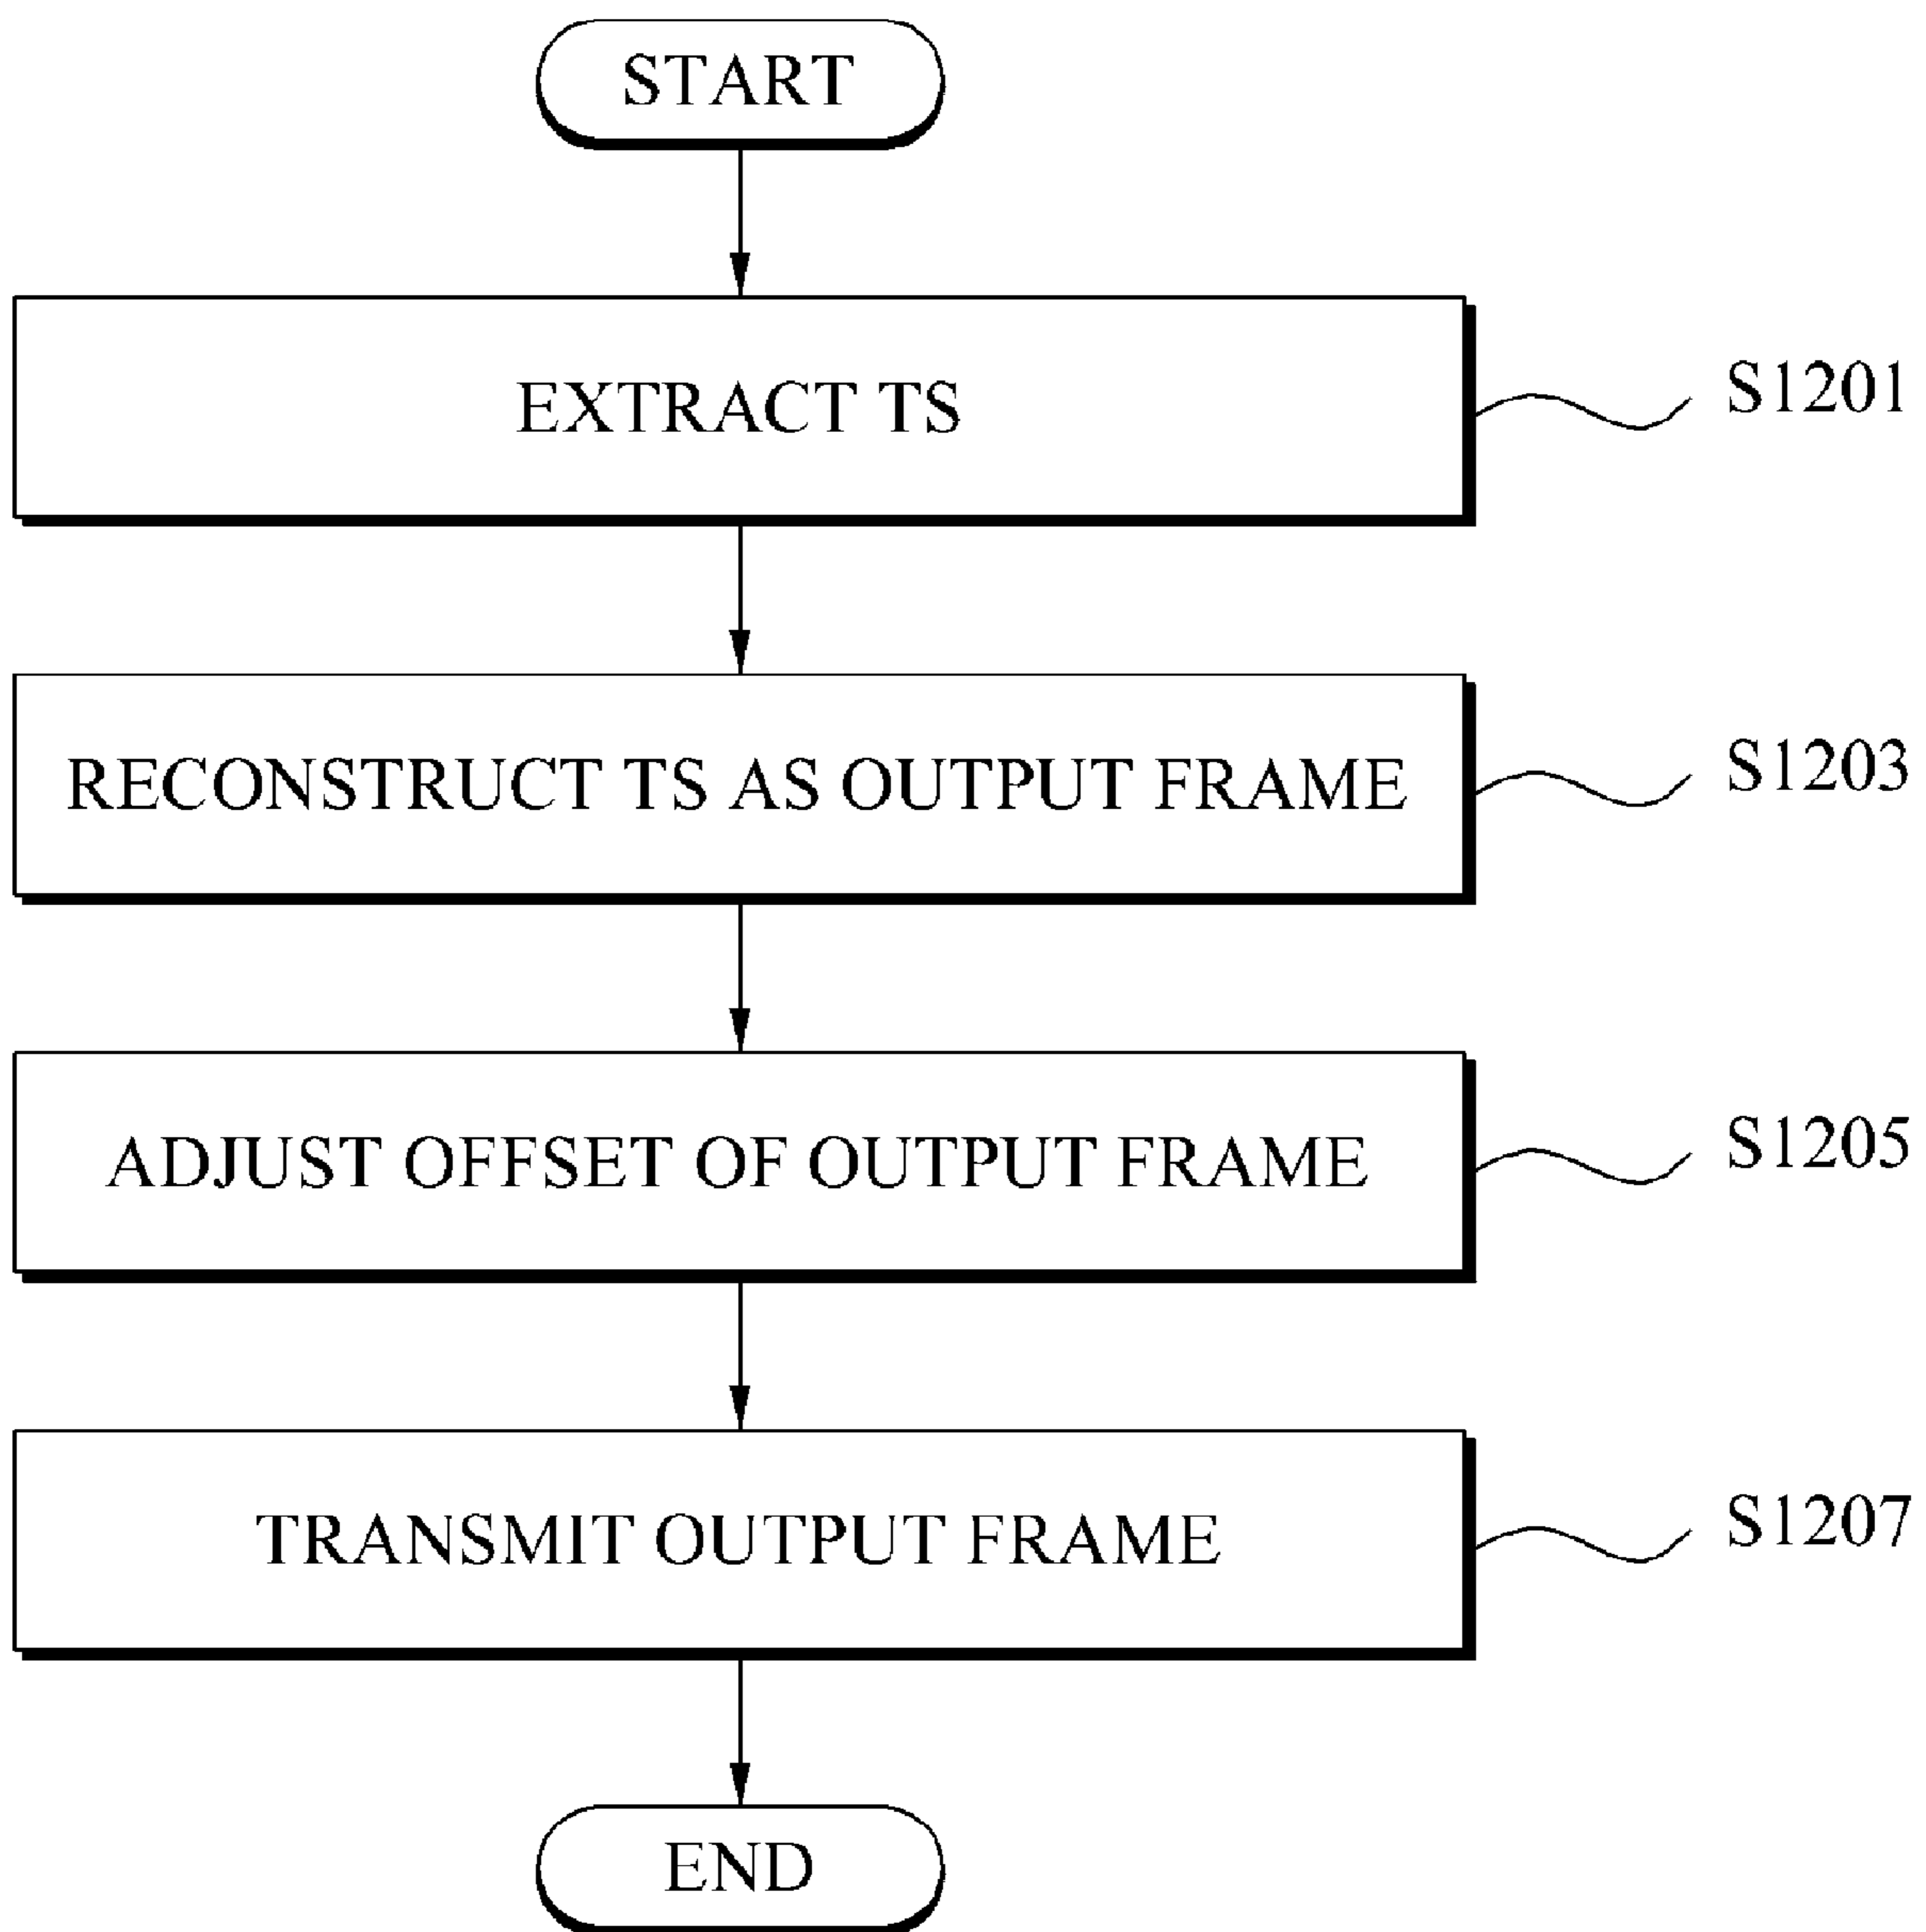 START
EXTRACT TS
S1201
RECONSTRUCT TS AS OUTPUT FRAME
S1203
ADJUST OFFSET OF OUTPUT FRAME
S1205
TRANSMIT OUTPUT FRAME
S1207
END